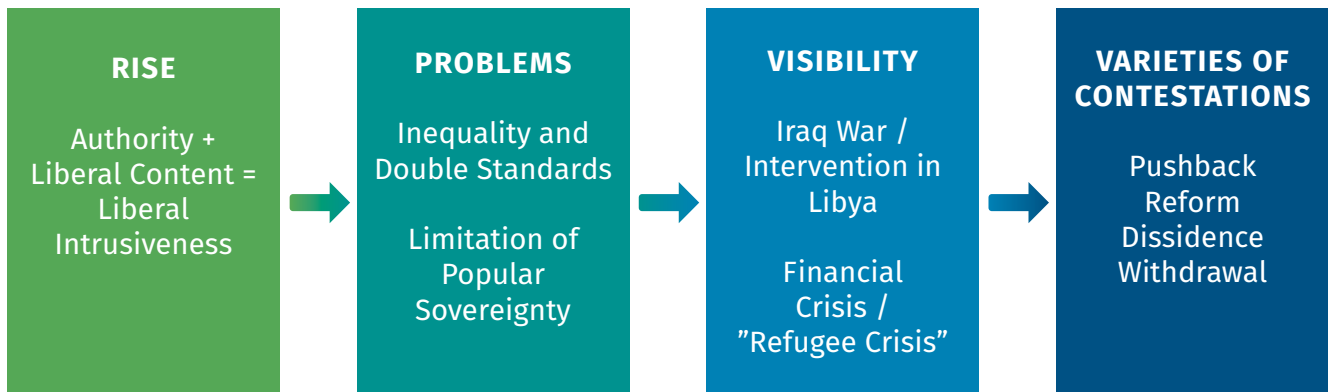 RISE
Authority +
Liberal Content =
Liberal
Intrusiveness
PROBLEMS
Inequality and
Double Standards
Limitation of
Popular
Sovereignty
VISIBILITY
Iraq War /
Intervention in
Libya
Financial
Crisis /
”Refugee Crisis”
VARIETIES OF
CONTESTATIONS
Pushback
Reform
Dissidence
Withdrawal